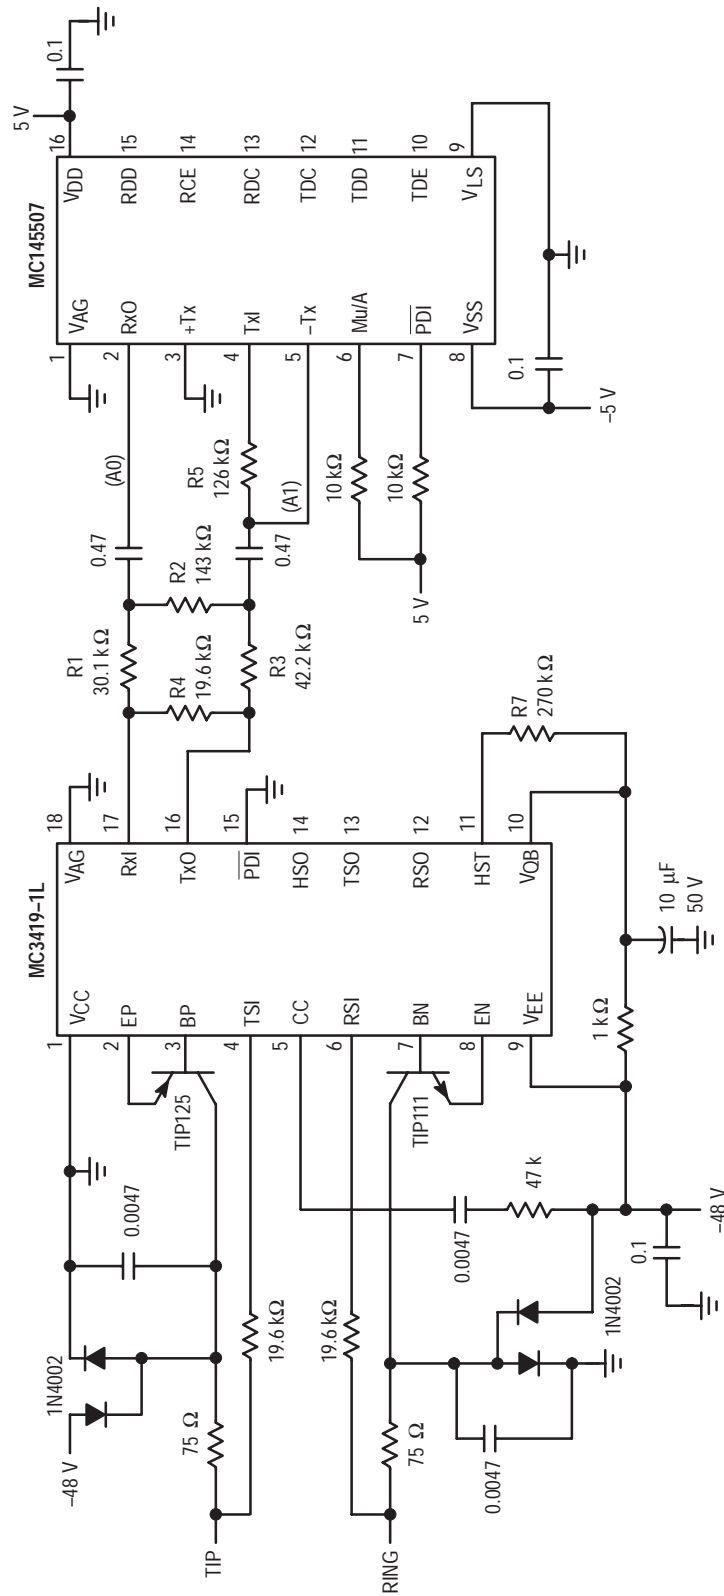 TIP
RING
–48 V
1N4002
75 Ω
0.0047
19.6 kΩ
19.6 kΩ
75 Ω
0.0047
1N4002
0.1
–48 V
0.0047
47 k
TIP125
TIP111
1 kΩ
10 µF
50 V
MC3419–1L
1
VCC
2
EP
3
BP
4
TSI
5
CC
6
RSI
7
BN
8
EN
9
VEE
18
VAG
17
RxI
16
TxO
15
PDI
14
HSO
13
TSO
12
RSO
11
HST
10
VQB
R7
270 kΩ
R1
30.1 kΩ
R4
19.6 kΩ
R3
42.2 kΩ
R2
143 kΩ
0.47
0.47
(A0)
R5
126 kΩ
(A1)
10 kΩ
10 kΩ
5 V
MC145507
1
VAG
2
RxO
3
+Tx
4
TxI
5
–Tx
6
Mu/A
7
PDI
8
VSS
16
VDD
15
RDD
14
RCE
13
RDC
12
TDC
11
TDD
10
TDE
9
VLS
5 V
0.1
0.1
–5 V